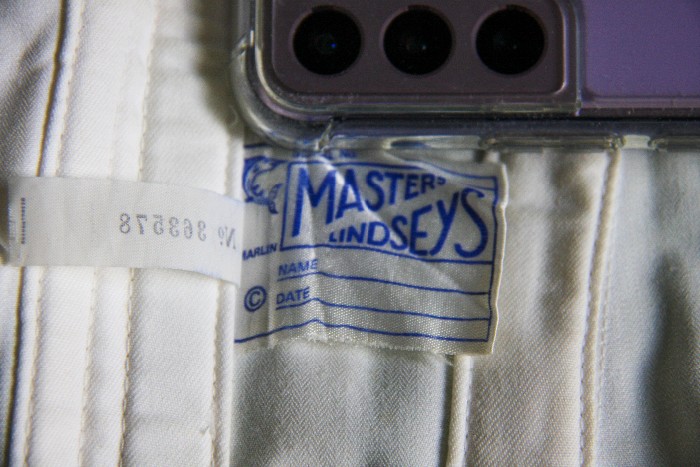 MASTERS
LINDSEYS
MARLIN
NAME
© DATE
№ 363578